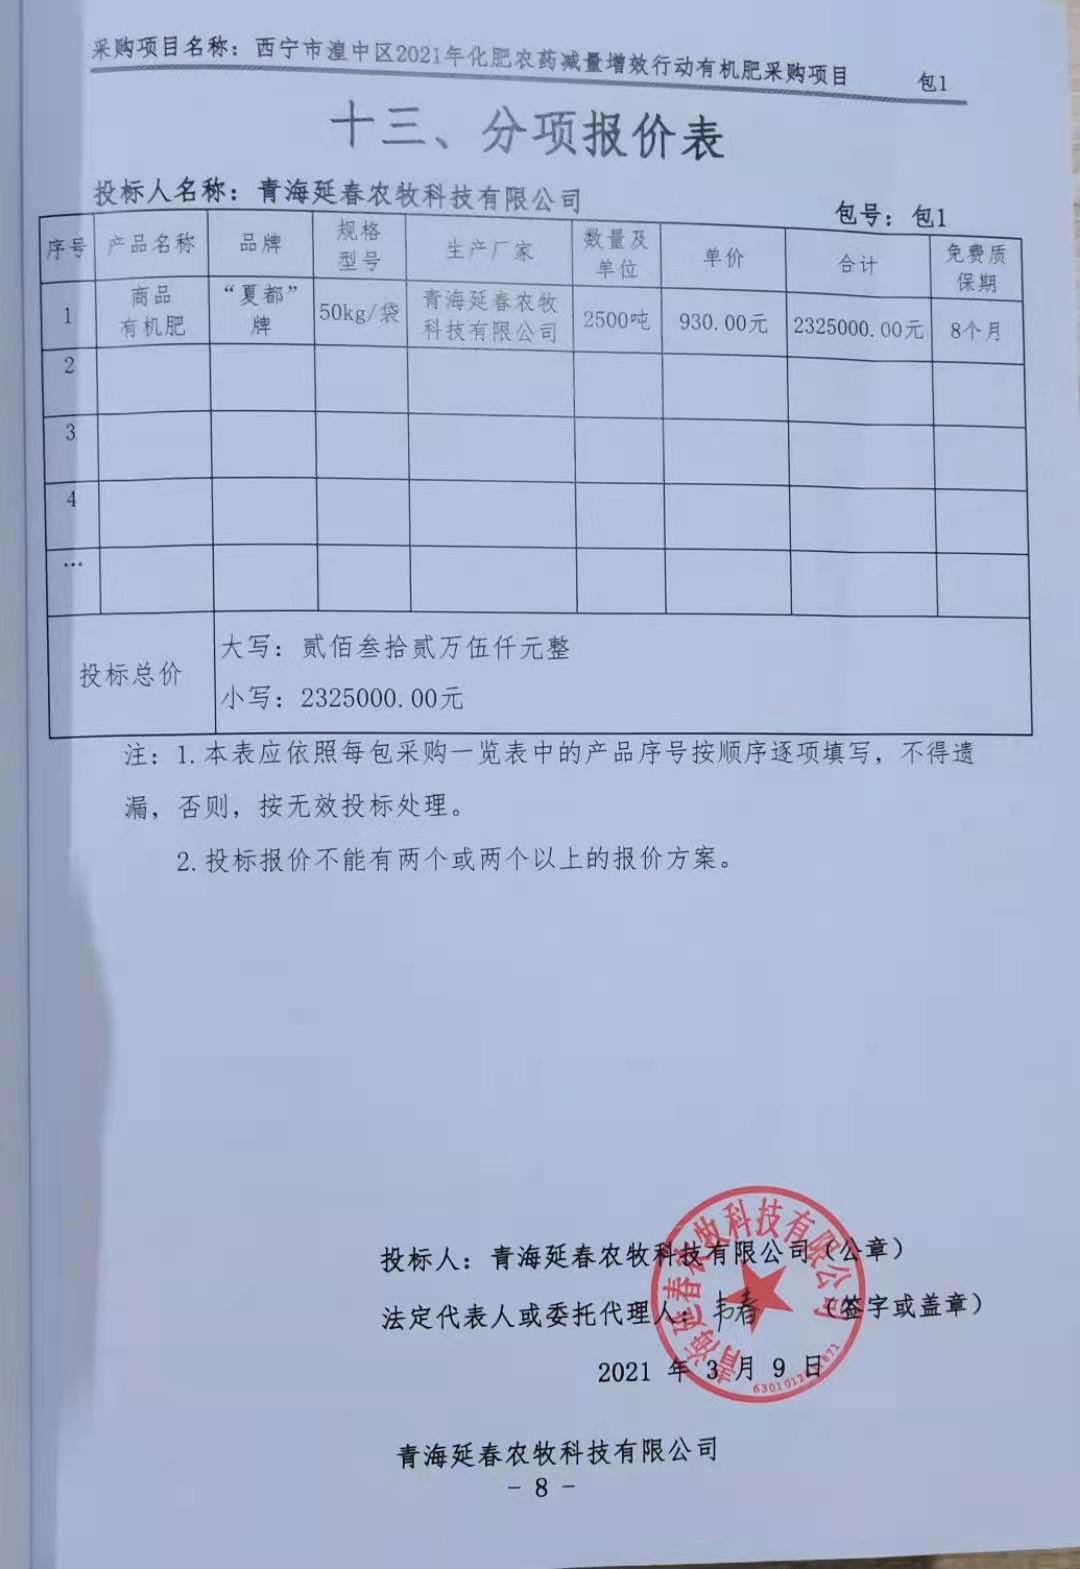 采购项目名称：西宁市湟中区2021年化肥农药减量增效行动有机肥采购项目 包1
十三、分项报价表
投标人名称：青海延春农牧科技有限公司 包号：包1
序号 产品名称 品牌 规格型号 生产厂家 数量及单位 单价 合计 免费质保期
1 商品有机肥 “夏都”牌 50kg/袋 青海延春农牧科技有限公司 2500吨 930.00元 2325000.00元 8个月
2
3
4
…
投标总价
大写：贰佰叁拾贰万伍仟元整
小写：2325000.00元
注：1.本表应依照每包采购一览表中的产品序号按顺序逐项填写，不得遗
漏，否则，按无效投标处理。
2.投标报价不能有两个或两个以上的报价方案。
投标人：青海延春农牧科技有限公司（公章）
法定代表人或委托代理人：韦春（签字或盖章）
2021 年 3 月 9 日
青海延春农牧科技有限公司
青海延春农牧科技有限公司
- 8 -